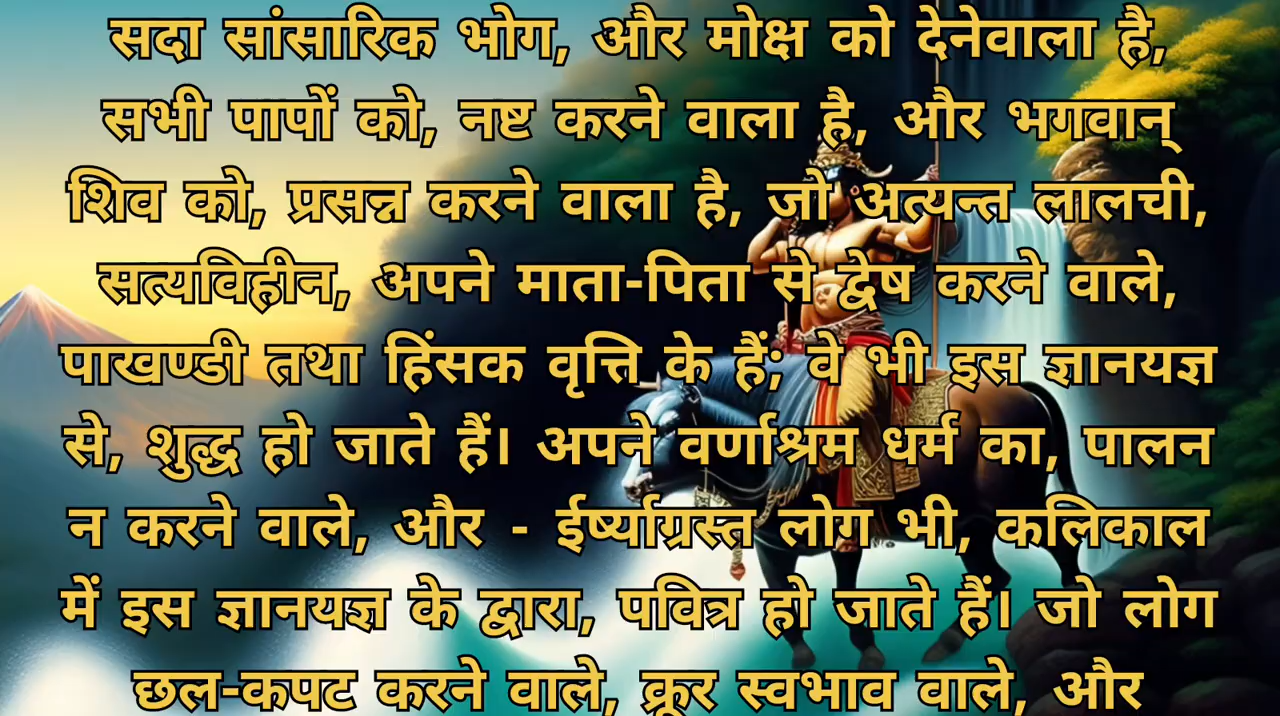 सदा सांसारिक भोग, और मोक्ष को देनेवाला है,
सभी पापों को, नष्ट करने वाला है, और भगवान्
शिव को, प्रसन्न करने वाला है, जो अत्यन्त लालची,
सत्यविहीन, अपने माता-पिता से द्वेष करने वाले,
पाखण्डी तथा हिंसक वृत्ति के हैं; वे भी इस ज्ञानयज्ञ
से, शुद्ध हो जाते हैं। अपने वर्णाश्रम धर्म का, पालन
न करने वाले, और - ईर्ष्याग्रस्त लोग भी, कलिकाल
में इस ज्ञानयज्ञ के द्वारा, पवित्र हो जाते हैं। जो लोग
छल-कपट करने वाले, क्रूर स्वभाव वाले, और